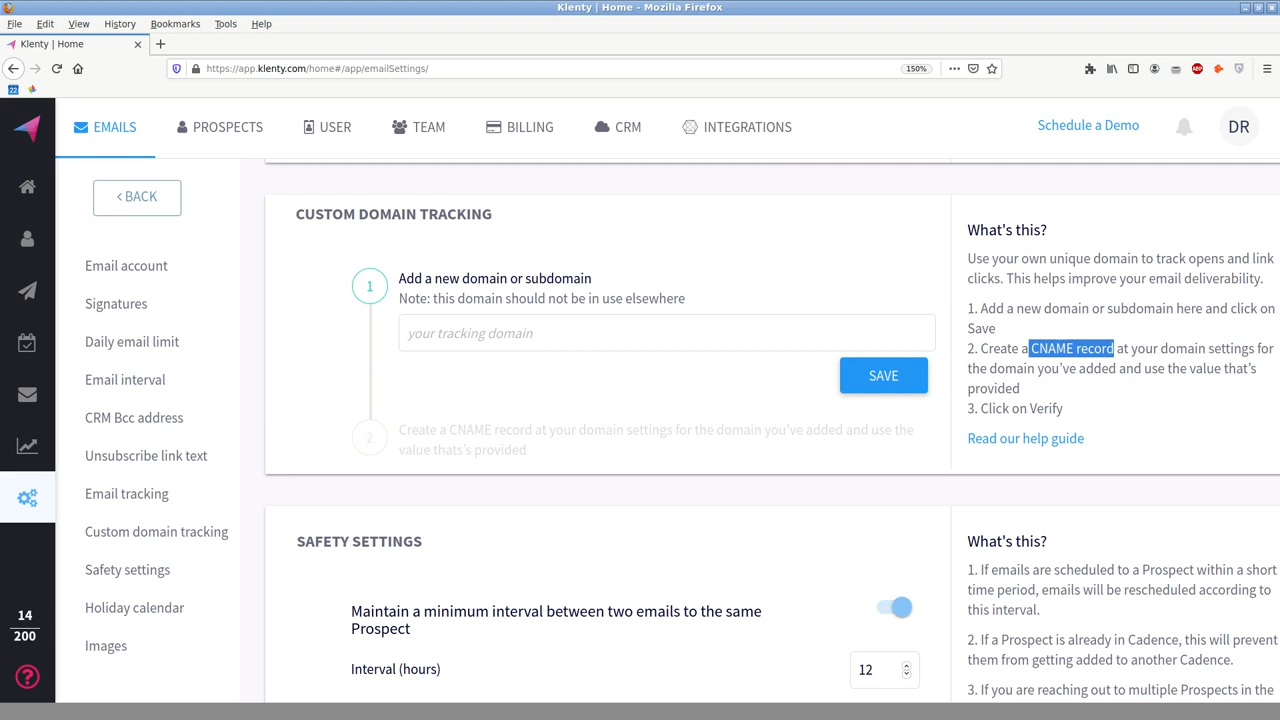 Klenty | Home - Mozilla Firefox
File Edit View History Bookmarks Tools Help
Klenty | Home
https://app.klenty.com/home#/app/emailSettings/ 150%
22
EMAILS PROSPECTS USER TEAM BILLING CRM INTEGRATIONS Schedule a Demo DR
BACK
Email account
Signatures
Daily email limit
Email interval
CRM Bcc address
Unsubscribe link text
Email tracking
Custom domain tracking
Safety settings
Holiday calendar
Images
14
200
CUSTOM DOMAIN TRACKING
1
Add a new domain or subdomain
Note: this domain should not be in use elsewhere
your tracking domain
SAVE
2
Create a CNAME record at your domain settings for the domain you've added and use the
value thats's provided
What's this?
Use your own unique domain to track opens and link
clicks. This helps improve your email deliverability.
1. Add a new domain or subdomain here and click on
Save
2. Create a CNAME record at your domain settings for
the domain you've added and use the value that's
provided
3. Click on Verify
Read our help guide
SAFETY SETTINGS
Maintain a minimum interval between two emails to the same
Prospect
Interval (hours)
12
What's this?
1. If emails are scheduled to a Prospect within a short
time period, emails will be rescheduled according to
this interval.
2. If a Prospect is already in Cadence, this will prevent
them from getting added to another Cadence.
3. If you are reaching out to multiple Prospects in the